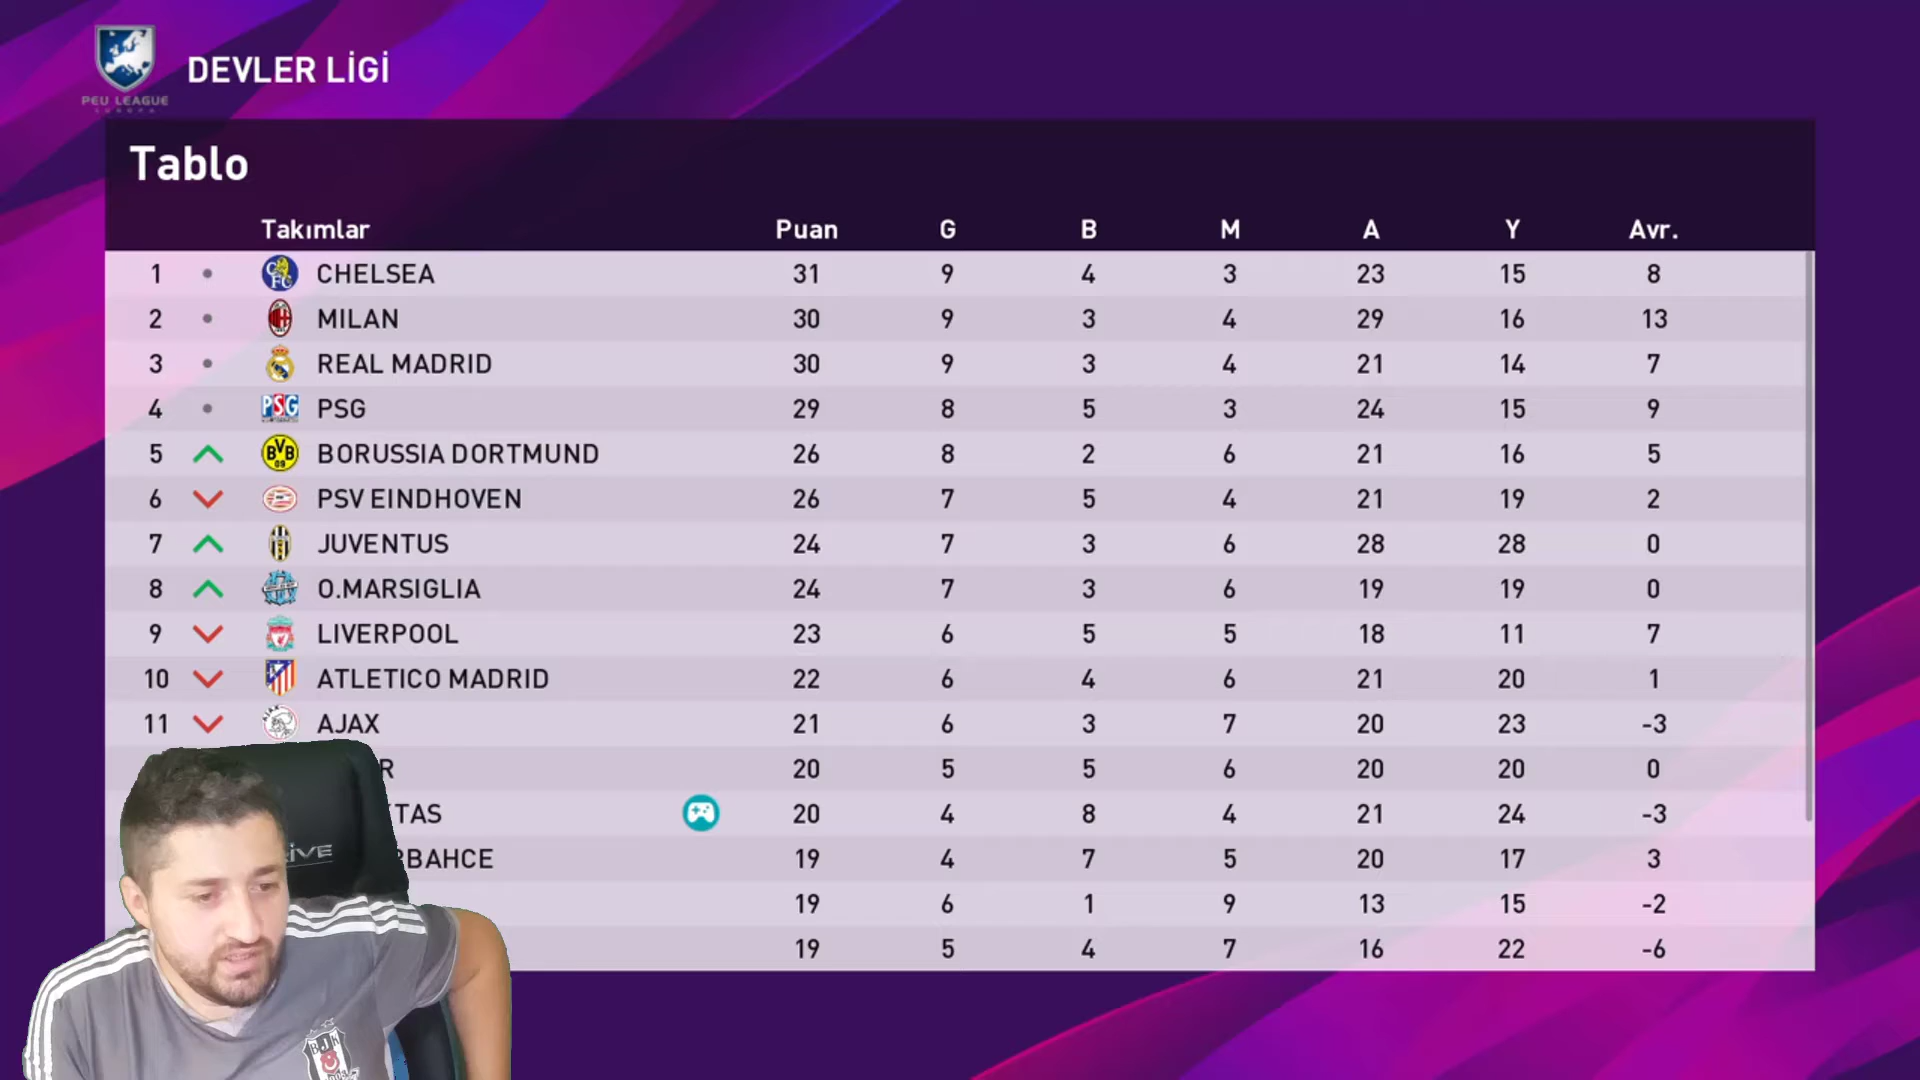 PEU LEAGUE
DEVLER LİGİ
Tablo
Takımlar Puan G B M A Y Avr.
1 CHELSEA 31 9 4 3 23 15 8
2 MILAN 30 9 3 4 29 16 13
3 REAL MADRID 30 9 3 4 21 14 7
4 PSG PSG 29 8 5 3 24 15 9
5 BVB 09 BORUSSIA DORTMUND 26 8 2 6 21 16 5
6 PSV EINDHOVEN 26 7 5 4 21 19 2
7 JUVENTUS 24 7 3 6 28 28 0
8 O.MARSIGLIA 24 7 3 6 19 19 0
9 LIVERPOOL 23 6 5 5 18 11 7
10 ATLETICO MADRID 22 6 4 6 21 20 1
11 AJAX AJAX 21 6 3 7 20 23 -3
R 20 5 5 6 20 20 0
TAS 20 4 8 4 21 24 -3
RBAHCE 19 4 7 5 20 17 3
19 6 1 9 13 15 -2
19 5 4 7 16 22 -6
BJK